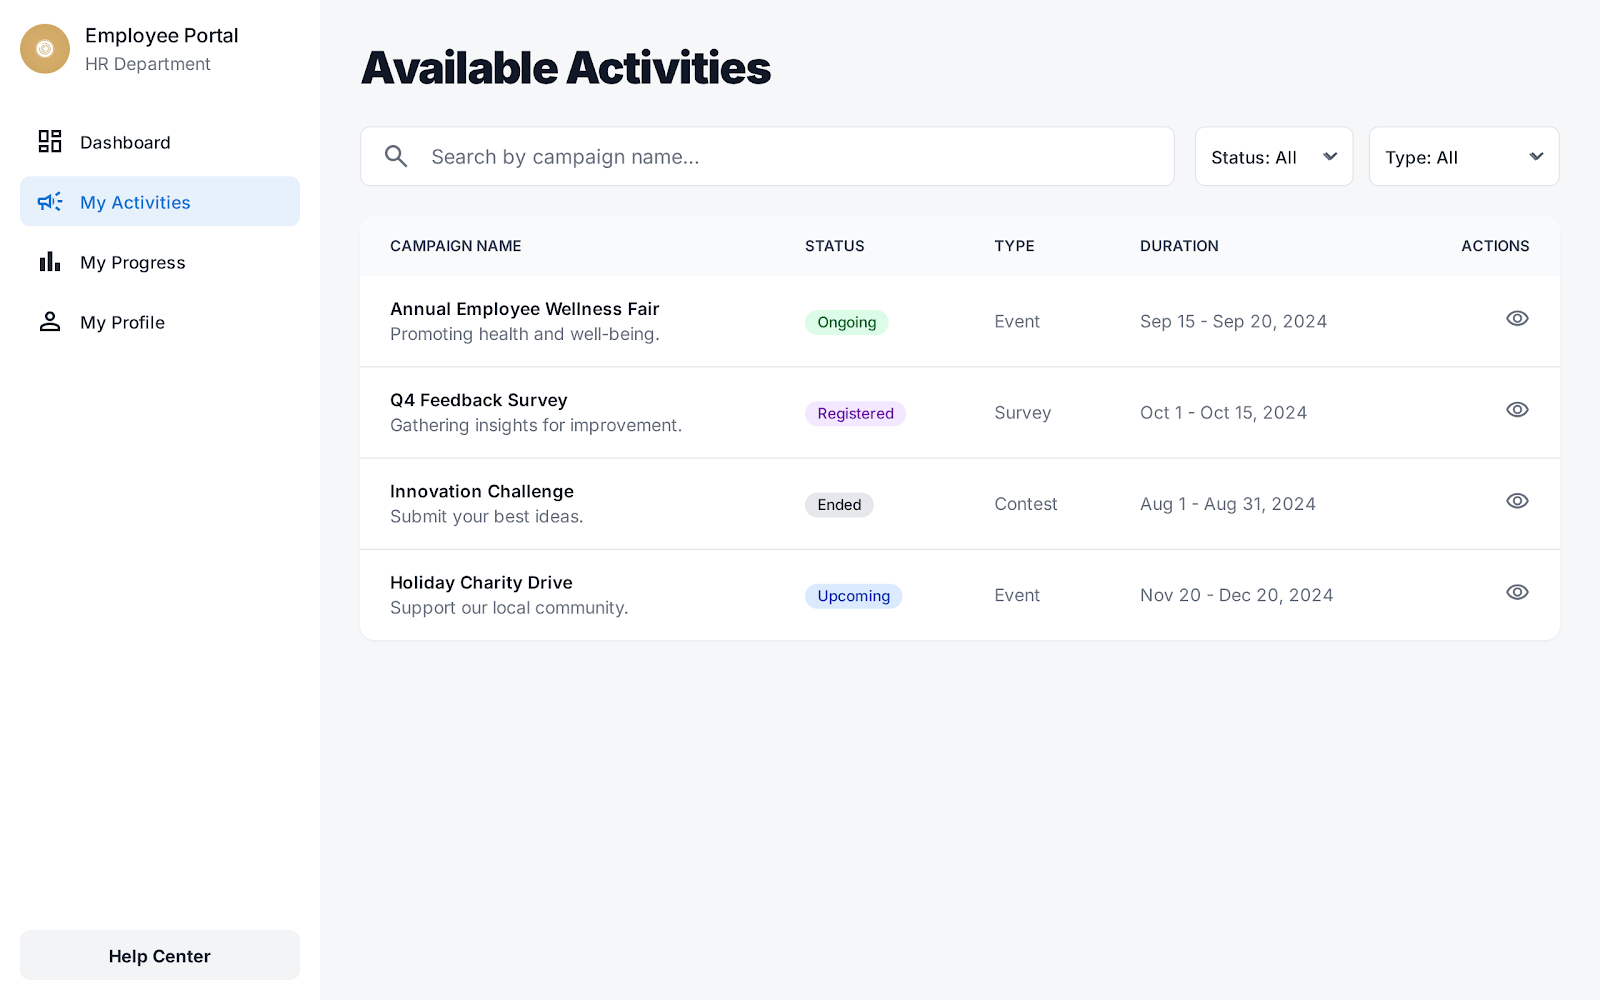 Employee Portal
HR Department
Dashboard
My Activities
My Progress
My Profile
Help Center
Available Activities
Search by campaign name...
Status: All
Type: All
CAMPAIGN NAME STATUS TYPE DURATION ACTIONS
Annual Employee Wellness Fair
Promoting health and well-being.
Ongoing Event Sep 15 - Sep 20, 2024
Q4 Feedback Survey
Gathering insights for improvement.
Registered Survey Oct 1 - Oct 15, 2024
Innovation Challenge
Submit your best ideas.
Ended Contest Aug 1 - Aug 31, 2024
Holiday Charity Drive
Support our local community.
Upcoming Event Nov 20 - Dec 20, 2024